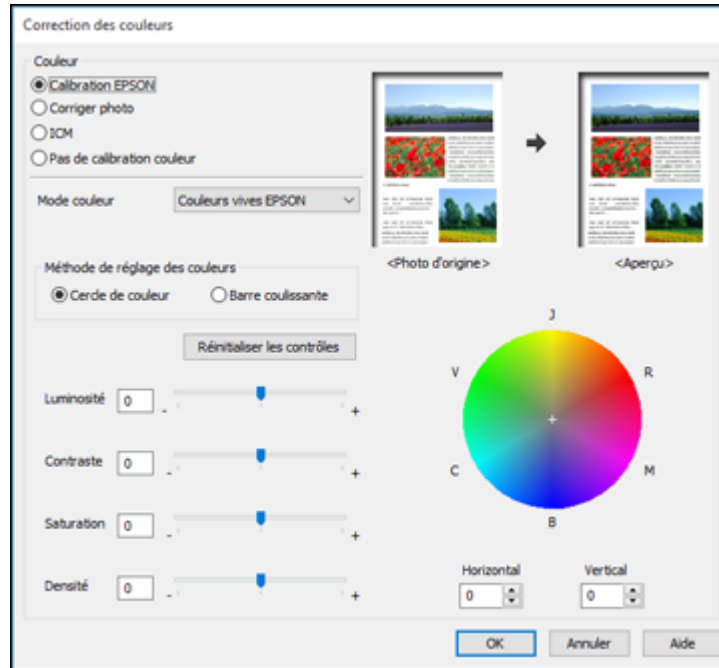 Correction des couleurs
Couleur
Calibration EPSON
Corriger photo
ICM
Pas de calibration couleur
Mode couleur Couleurs vives EPSON
Méthode de réglage des couleurs
Cercle de couleur Barre coulissante
Réinitialiser les contrôles
Luminosité 0 - +
Contraste 0 - +
Saturation 0 - +
Densité 0 - +
<Photo d'origine> <Aperçu>
J
V R
C M
B
Horizontal Vertical
0 0
OK Annuler Aide